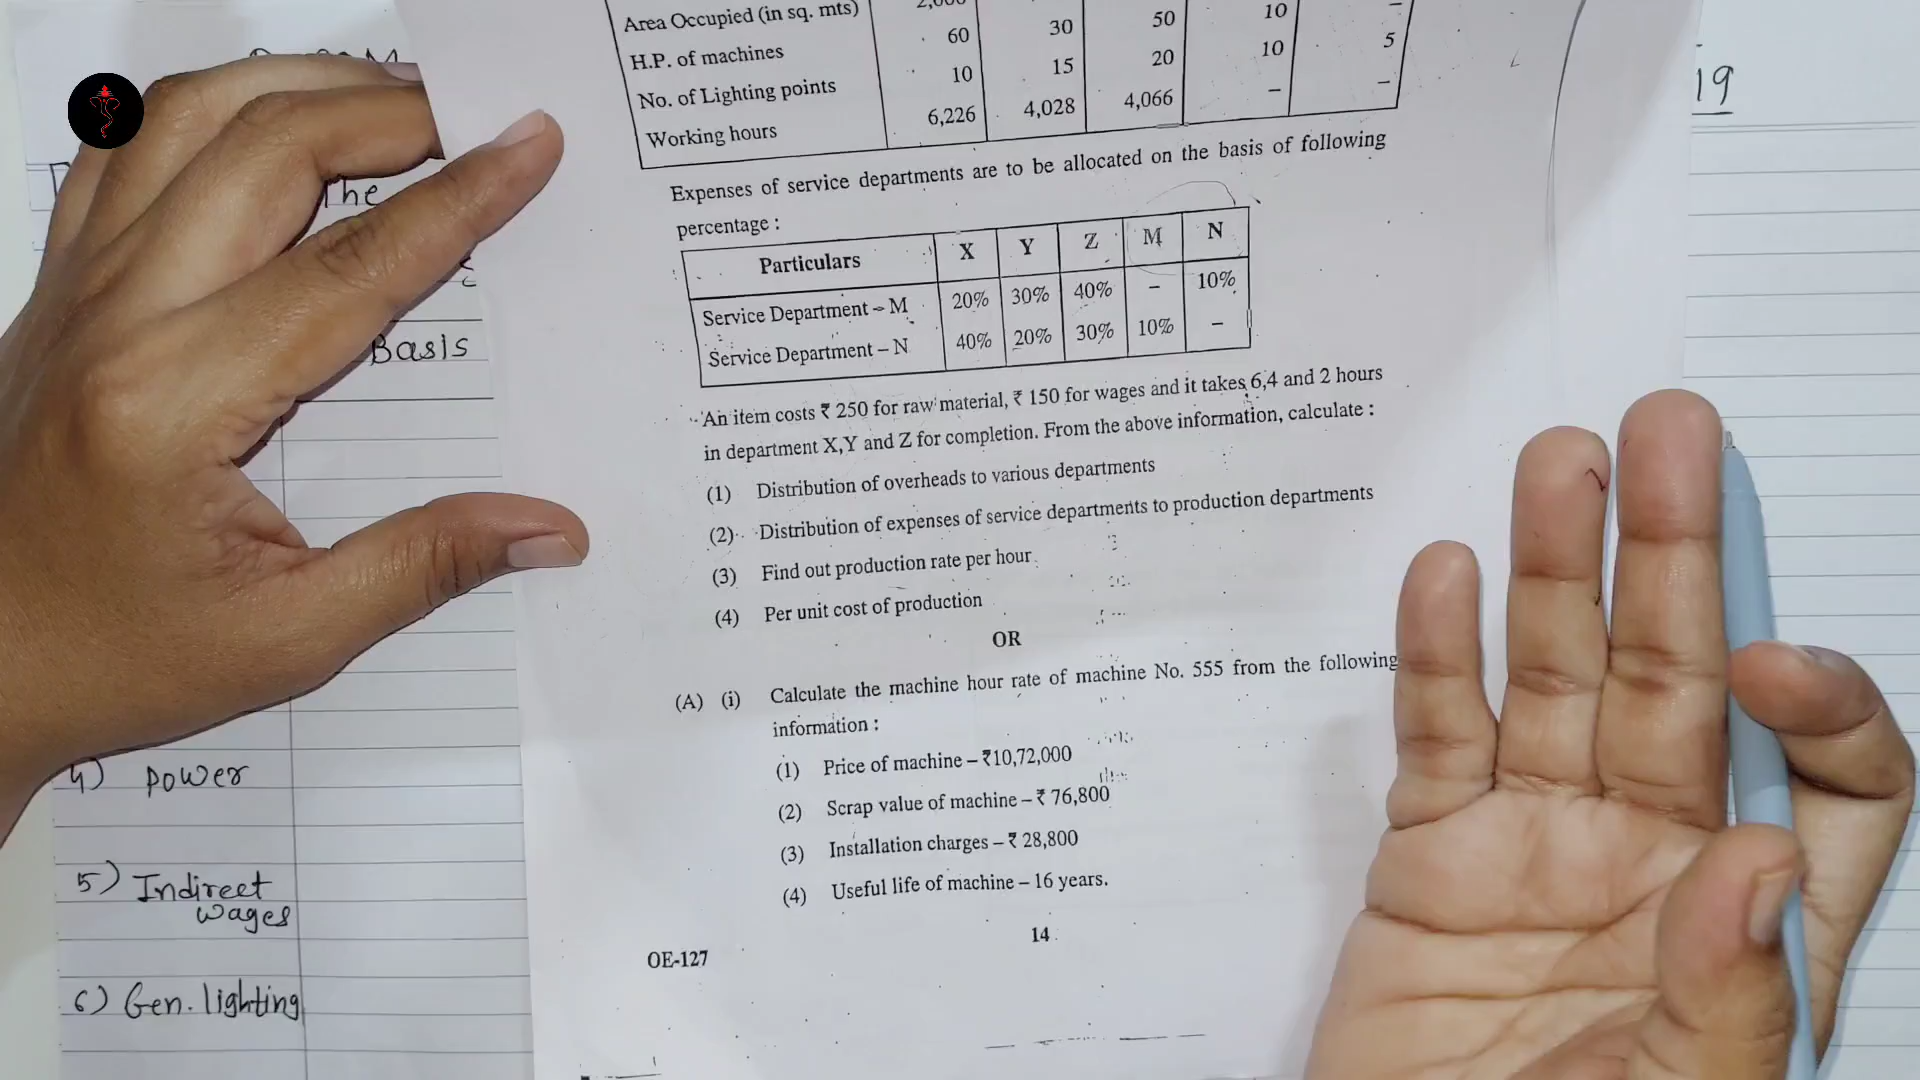 Area Occupied (in sq. mts)
H.P. of machines 60 30 50 10 –
No. of Lighting points 10 15 20 10 5
Working hours 6,226 4,028 4,066 – –
Expenses of service departments are to be allocated on the basis of following
percentage :
Particulars X Y Z M N
Service Department – M 20% 30% 40% – 10%
Service Department – N 40% 20% 30% 10% –
An item costs ₹ 250 for raw material, ₹ 150 for wages and it takes 6,4 and 2 hours
in department X,Y and Z for completion. From the above information, calculate :
(1) Distribution of overheads to various departments
(2) Distribution of expenses of service departments to production departments
(3) Find out production rate per hour
(4) Per unit cost of production
OR
(A) (i) Calculate the machine hour rate of machine No. 555 from the following
information :
(1) Price of machine – ₹10,72,000
(2) Scrap value of machine – ₹ 76,800
(3) Installation charges – ₹ 28,800
(4) Useful life of machine – 16 years.
14
OE-127
19
The
Basis
4) power
5) Indirect
wages
6) Gen. lighting